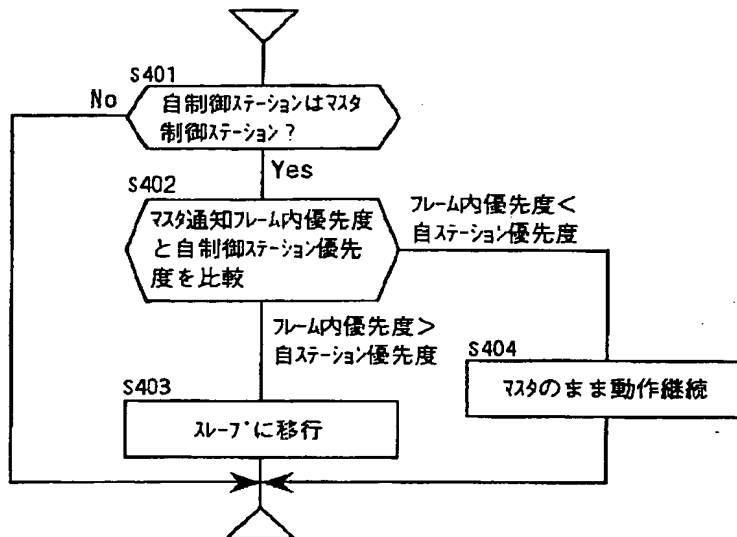 S401
No
自制御ｽﾃｰｼｮﾝはﾏｽﾀ
制御ｽﾃｰｼｮﾝ？
Yes
S402
ﾏｽﾀ通知ﾌﾚｰﾑ内優先度
と自制御ｽﾃｰｼｮﾝ優先
度を比較
ﾌﾚｰﾑ内優先度＜
自ｽﾃｰｼｮﾝ優先度
ﾌﾚｰﾑ内優先度＞
自ｽﾃｰｼｮﾝ優先度
S403
ｽﾚｰﾌﾞに移行
S404
ﾏｽﾀのまま動作継続